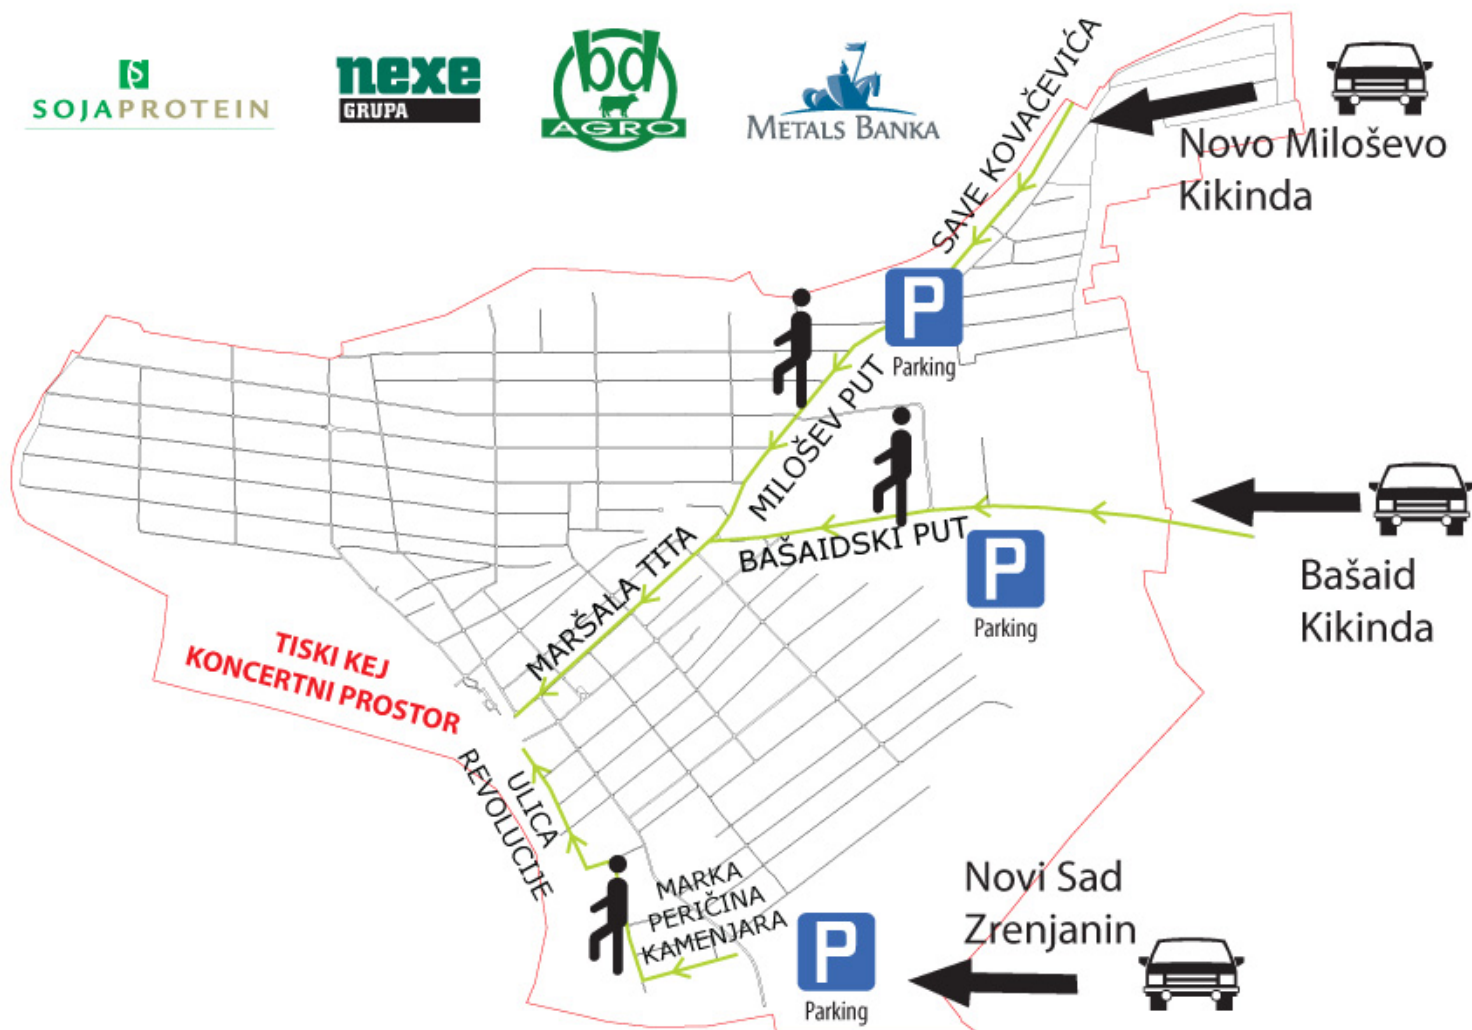 SOJAPROTEIN
nexe
GRUPA
bd
AGRO
METALS BANKA
SAVE KOVAČEVIĆA
Novo Miloševo
Kikinda
P
Parking
MILOŠEV PUT
BAŠAIDSKI PUT
P
Parking
Bašaid
Kikinda
MARŠALA TITA
TISKI KEJ
KONCERTNI PROSTOR
ULICA
REVOLUCIJE
MARKA
PERIČINA
KAMENJARA
Novi Sad
Zrenjanin
P
Parking